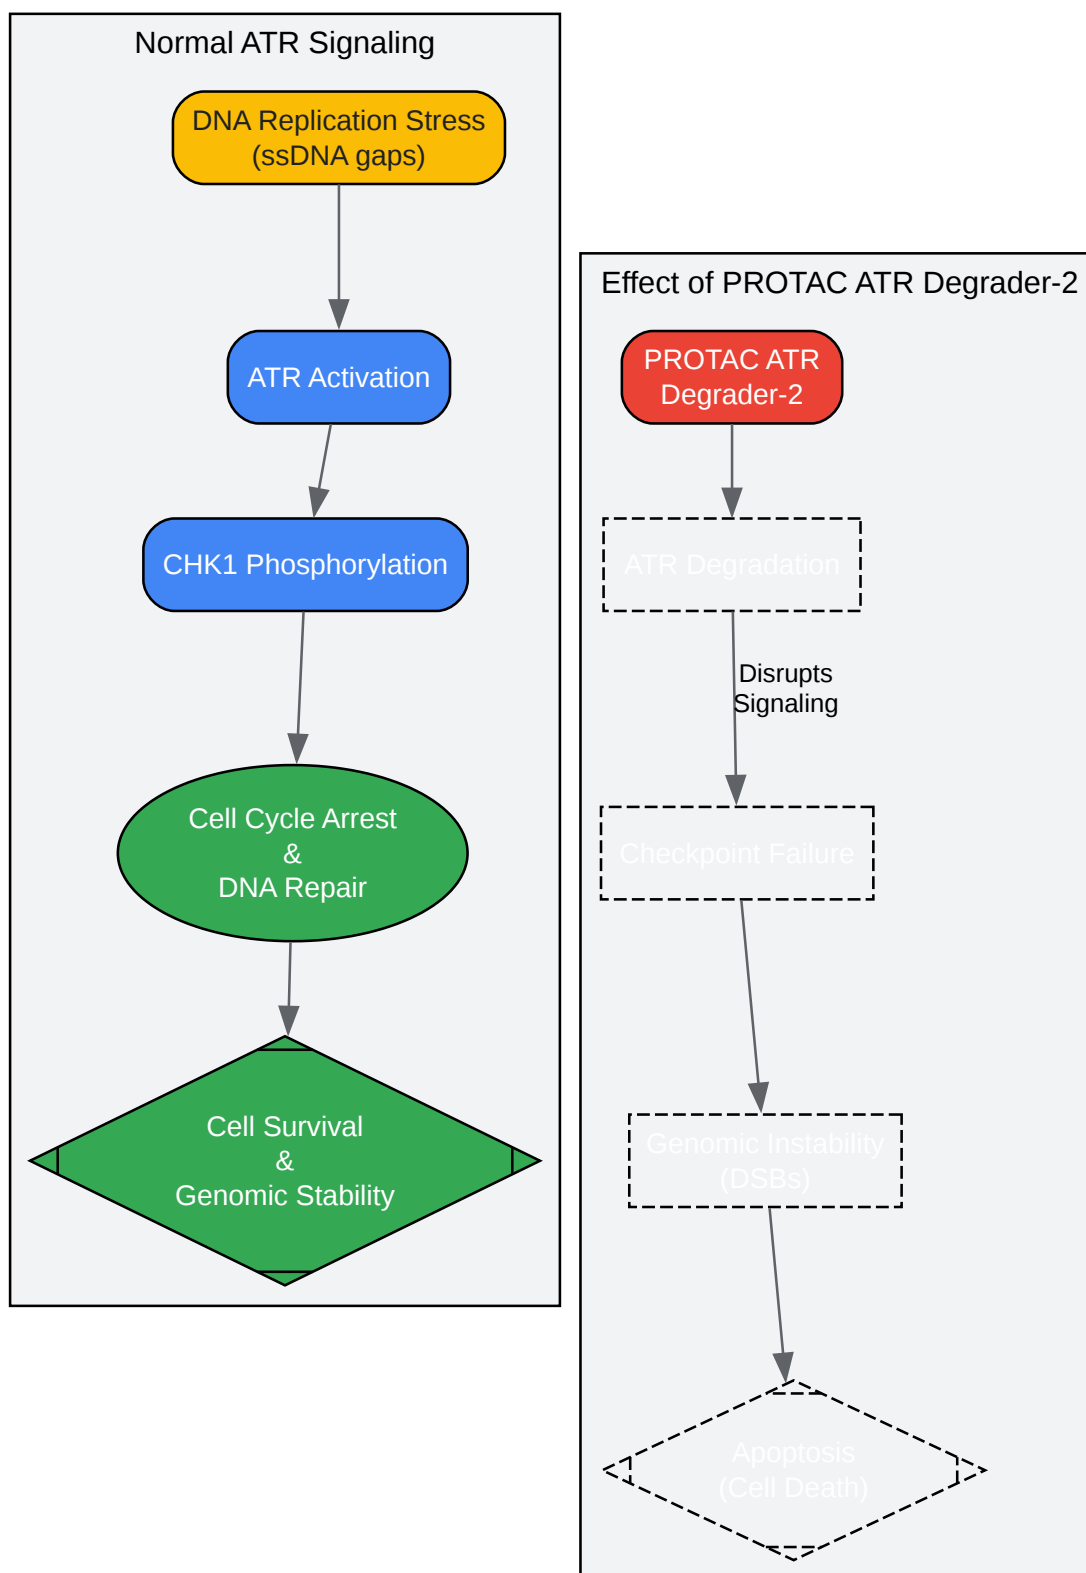 Normal ATR Signaling
DNA Replication Stress
(ssDNA gaps)
ATR Activation
CHK1 Phosphorylation
Cell Cycle Arrest
&
DNA Repair
Cell Survival
&
Genomic Stability
Effect of PROTAC ATR Degrader-2
PROTAC ATR
Degrader-2
ATR Degradation
Disrupts
Signaling
Checkpoint Failure
Genomic Instability
(DSBs)
Apoptosis
(Cell Death)